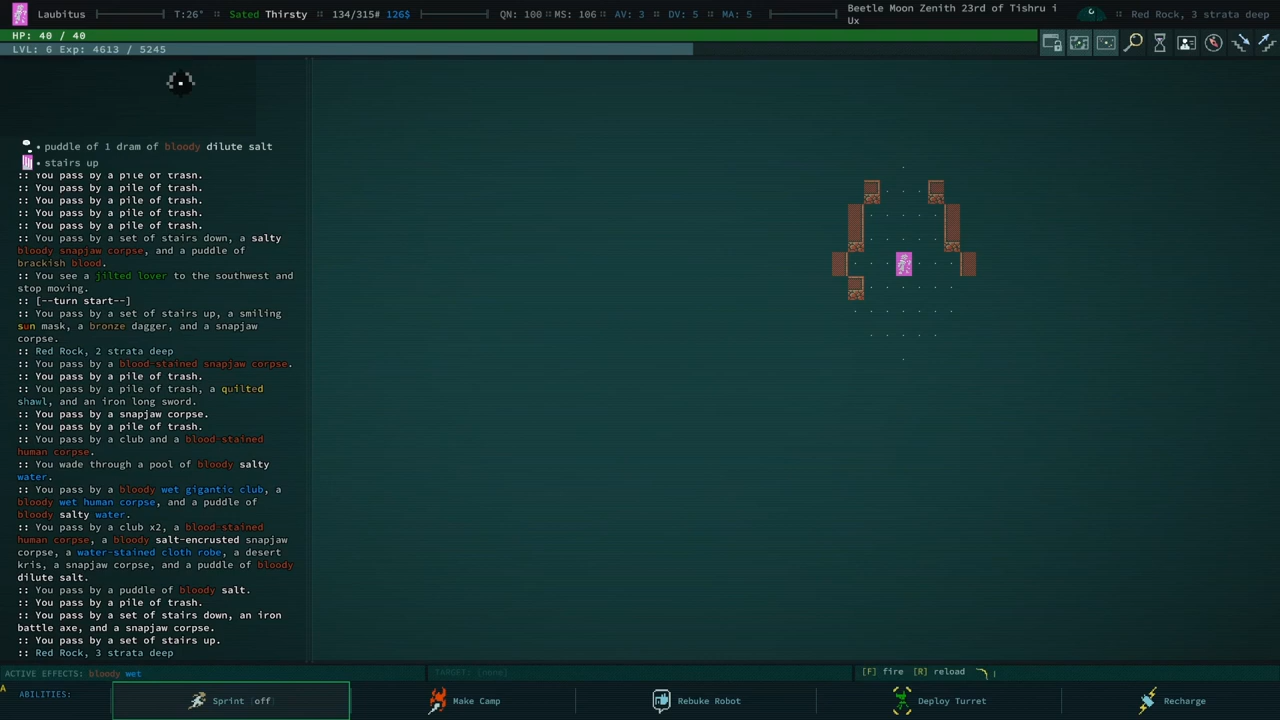 Laubitus T:26° Sated Thirsty 134/315# 126$ QN: 100 MS: 106 AV: 3 DV: 5 MA: 5 Beetle Moon Zenith 23rd of Tishru i
Ux Red Rock, 3 strata deep
HP: 40 / 40
LVL: 6 Exp: 4613 / 5245
• puddle of 1 dram of bloody dilute salt
• stairs up
:: You pass by a pile of trash.
:: You pass by a pile of trash.
:: You pass by a pile of trash.
:: You pass by a pile of trash.
:: You pass by a pile of trash.
:: You pass by a set of stairs down, a salty
bloody snapjaw corpse, and a puddle of
brackish blood.
:: You see a jilted lover to the southwest and
stop moving.
:: [--turn start--]
:: You pass by a set of stairs up, a smiling
sun mask, a bronze dagger, and a snapjaw
corpse.
:: Red Rock, 2 strata deep
:: You pass by a blood-stained snapjaw corpse.
:: You pass by a pile of trash.
:: You pass by a pile of trash, a quilted
shawl, and an iron long sword.
:: You pass by a snapjaw corpse.
:: You pass by a pile of trash.
:: You pass by a club and a blood-stained
human corpse.
:: You wade through a pool of bloody salty
water.
:: You pass by a bloody wet gigantic club, a
bloody wet human corpse, and a puddle of
bloody salty water.
:: You pass by a club x2, a blood-stained
human corpse, a bloody salt-encrusted snapjaw
corpse, a water-stained cloth robe, a desert
kris, a snapjaw corpse, and a puddle of bloody
dilute salt.
:: You pass by a puddle of bloody salt.
:: You pass by a pile of trash.
:: You pass by a set of stairs down, an iron
battle axe, and a snapjaw corpse.
:: You pass by a set of stairs up.
:: Red Rock, 3 strata deep
ACTIVE EFFECTS: bloody wet TARGET: [none] [F] fire [R] reload
A ABILITIES: Sprint [off] Make Camp Rebuke Robot Deploy Turret Recharge